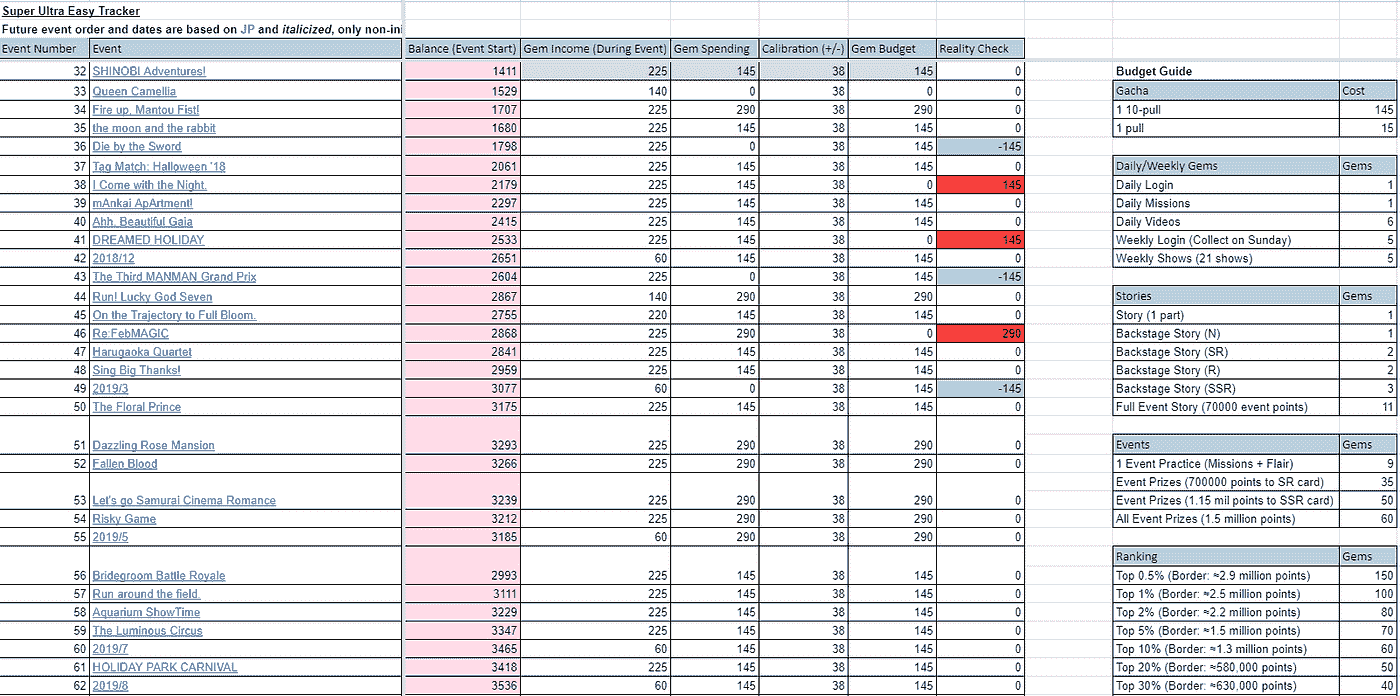 Super Ultra Easy Tracker
Future event order and dates are based on JP and italicized, only non-ini
Event Number Event Balance (Event Start) Gem Income (During Event) Gem Spending Calibration (+/-) Gem Budget Reality Check
32 SHINOBI Adventures! 1411 225 145 38 145 0 Budget Guide
33 Queen Camellia 1529 140 0 38 0 0 Gacha Cost
34 Fire up, Mantou Fist! 1707 225 290 38 290 0 1 10-pull 145
35 the moon and the rabbit 1680 225 145 38 145 0 1 pull 15
36 Die by the Sword 1798 225 0 38 145 -145
37 Tag Match: Halloween '18 2061 225 145 38 145 0 Daily/Weekly Gems Gems
38 I Come with the Night. 2179 225 145 38 0 145 Daily Login 1
39 mAnkai ApArtment! 2297 225 145 38 145 0 Daily Missions 1
40 Ahh, Beautiful Gaia 2415 225 145 38 145 0 Daily Videos 6
41 DREAMED HOLIDAY 2533 225 145 38 0 145 Weekly Login (Collect on Sunday) 5
42 2018/12 2651 60 145 38 145 0 Weekly Shows (21 shows) 5
43 The Third MANMAN Grand Prix 2604 225 0 38 145 -145
44 Run! Lucky God Seven 2867 140 290 38 290 0 Stories Gems
45 On the Trajectory to Full Bloom. 2755 220 145 38 145 0 Story (1 part) 1
46 Re:FebMAGIC 2868 225 290 38 0 290 Backstage Story (N) 1
47 Harugaoka Quartet 2841 225 145 38 145 0 Backstage Story (SR) 2
48 Sing Big Thanks! 2959 225 145 38 145 0 Backstage Story (R) 2
49 2019/3 3077 60 0 38 145 -145 Backstage Story (SSR) 3
50 The Floral Prince 3175 225 145 38 145 0 Full Event Story (70000 event points) 11
51 Dazzling Rose Mansion 3293 225 290 38 290 0 Events Gems
52 Fallen Blood 3266 225 290 38 290 0 1 Event Practice (Missions + Flair) 9
Event Prizes (700000 points to SR card) 35
53 Let's go Samurai Cinema Romance 3239 225 290 38 290 0 Event Prizes (1.15 mil points to SSR card) 50
54 Risky Game 3212 225 290 38 290 0 All Event Prizes (1.5 million points) 60
55 2019/5 3185 60 290 38 290 0
Ranking Gems
56 Bridegroom Battle Royale 2993 225 145 38 145 0 Top 0.5% (Border: ≈2.9 million points) 150
57 Run around the field. 3111 225 145 38 145 0 Top 1% (Border: ≈2.5 million points) 100
58 Aquarium ShowTime 3229 225 145 38 145 0 Top 2% (Border: ≈2.2 million points) 80
59 The Luminous Circus 3347 225 145 38 145 0 Top 5% (Border: ≈1.5 million points) 70
60 2019/7 3465 60 145 38 145 0 Top 10% (Border: ≈1.3 million points) 60
61 HOLIDAY PARK CARNIVAL 3418 225 145 38 145 0 Top 20% (Border: ≈580,000 points) 50
62 2019/8 3536 60 145 38 145 0 Top 30% (Border: ≈630,000 points) 40